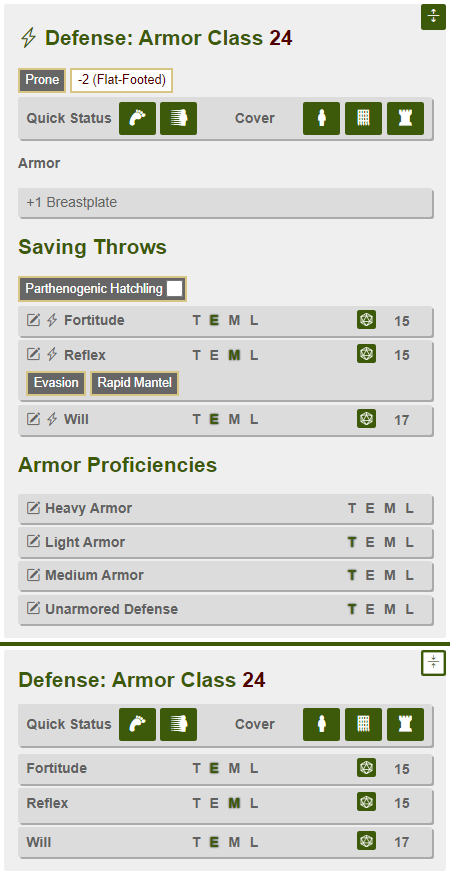 Defense: Armor Class 24
Prone -2 (Flat-Footed)
Quick Status Cover
Armor
+1 Breastplate
Saving Throws
Parthenogenic Hatchling
Fortitude T E M L 15
Reflex T E M L 15
Evasion Rapid Mantel
Will T E M L 17
Armor Proficiencies
Heavy Armor T E M L
Light Armor T E M L
Medium Armor T E M L
Unarmored Defense T E M L
Defense: Armor Class 24
Quick Status Cover
Fortitude T E M L 15
Reflex T E M L 15
Will T E M L 17